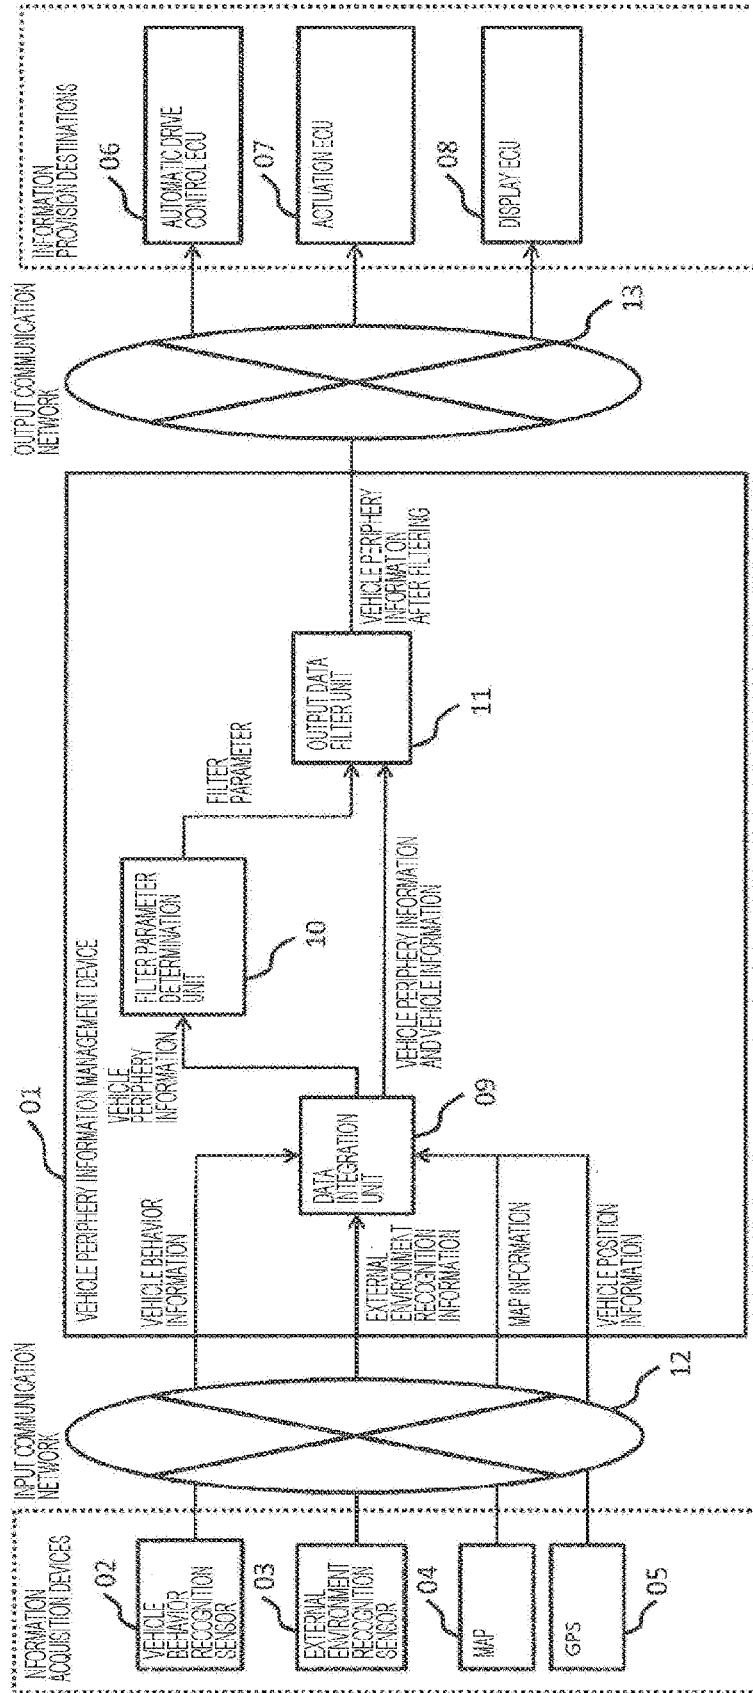 NFORMATION
ACQUISITION DEVICES
02
VEHICLE
BEHAVIOR
RECOGNITION
SENSOR
03
EXTERNAL
ENVIRONMENT
RECOGNITION
SENSOR
04
MAP
05
GPS
INPUT COMMUNICATION
NETWORK
12
01
VEHICLE PERIPHERY INFORMATION MANAGEMENT DEVICE
VEHICLE BEHAVIOR
INFORMATION
EXTERNAL
ENVIRONMENT
RECOGNITION
INFORMATION
MAP INFORMATION
VEHICLE POSITION
INFORMATION
DATA
INTEGRATION
UNIT
09
VEHICLE
PERIPHERY
INFORMATION
FILTER PARAMETER
DETERMINATION
UNIT
10
VEHICLE PERIPHERY INFORMATION
AND VEHICLE INFORMATION
FILTER
PARAMETER
OUTPUT DATA
FILTER UNIT
11
VEHICLE PERIPHERY
INFORMATION
AFTER FILTERING
OUTPUT COMMUNICATION
NETWORK
13
INFORMATION
PROVISION DESTINATIONS
06
AUTOMATIC DRIVE
CONTROL ECU
07
ACTUATION ECU
08
DISPLAY ECU